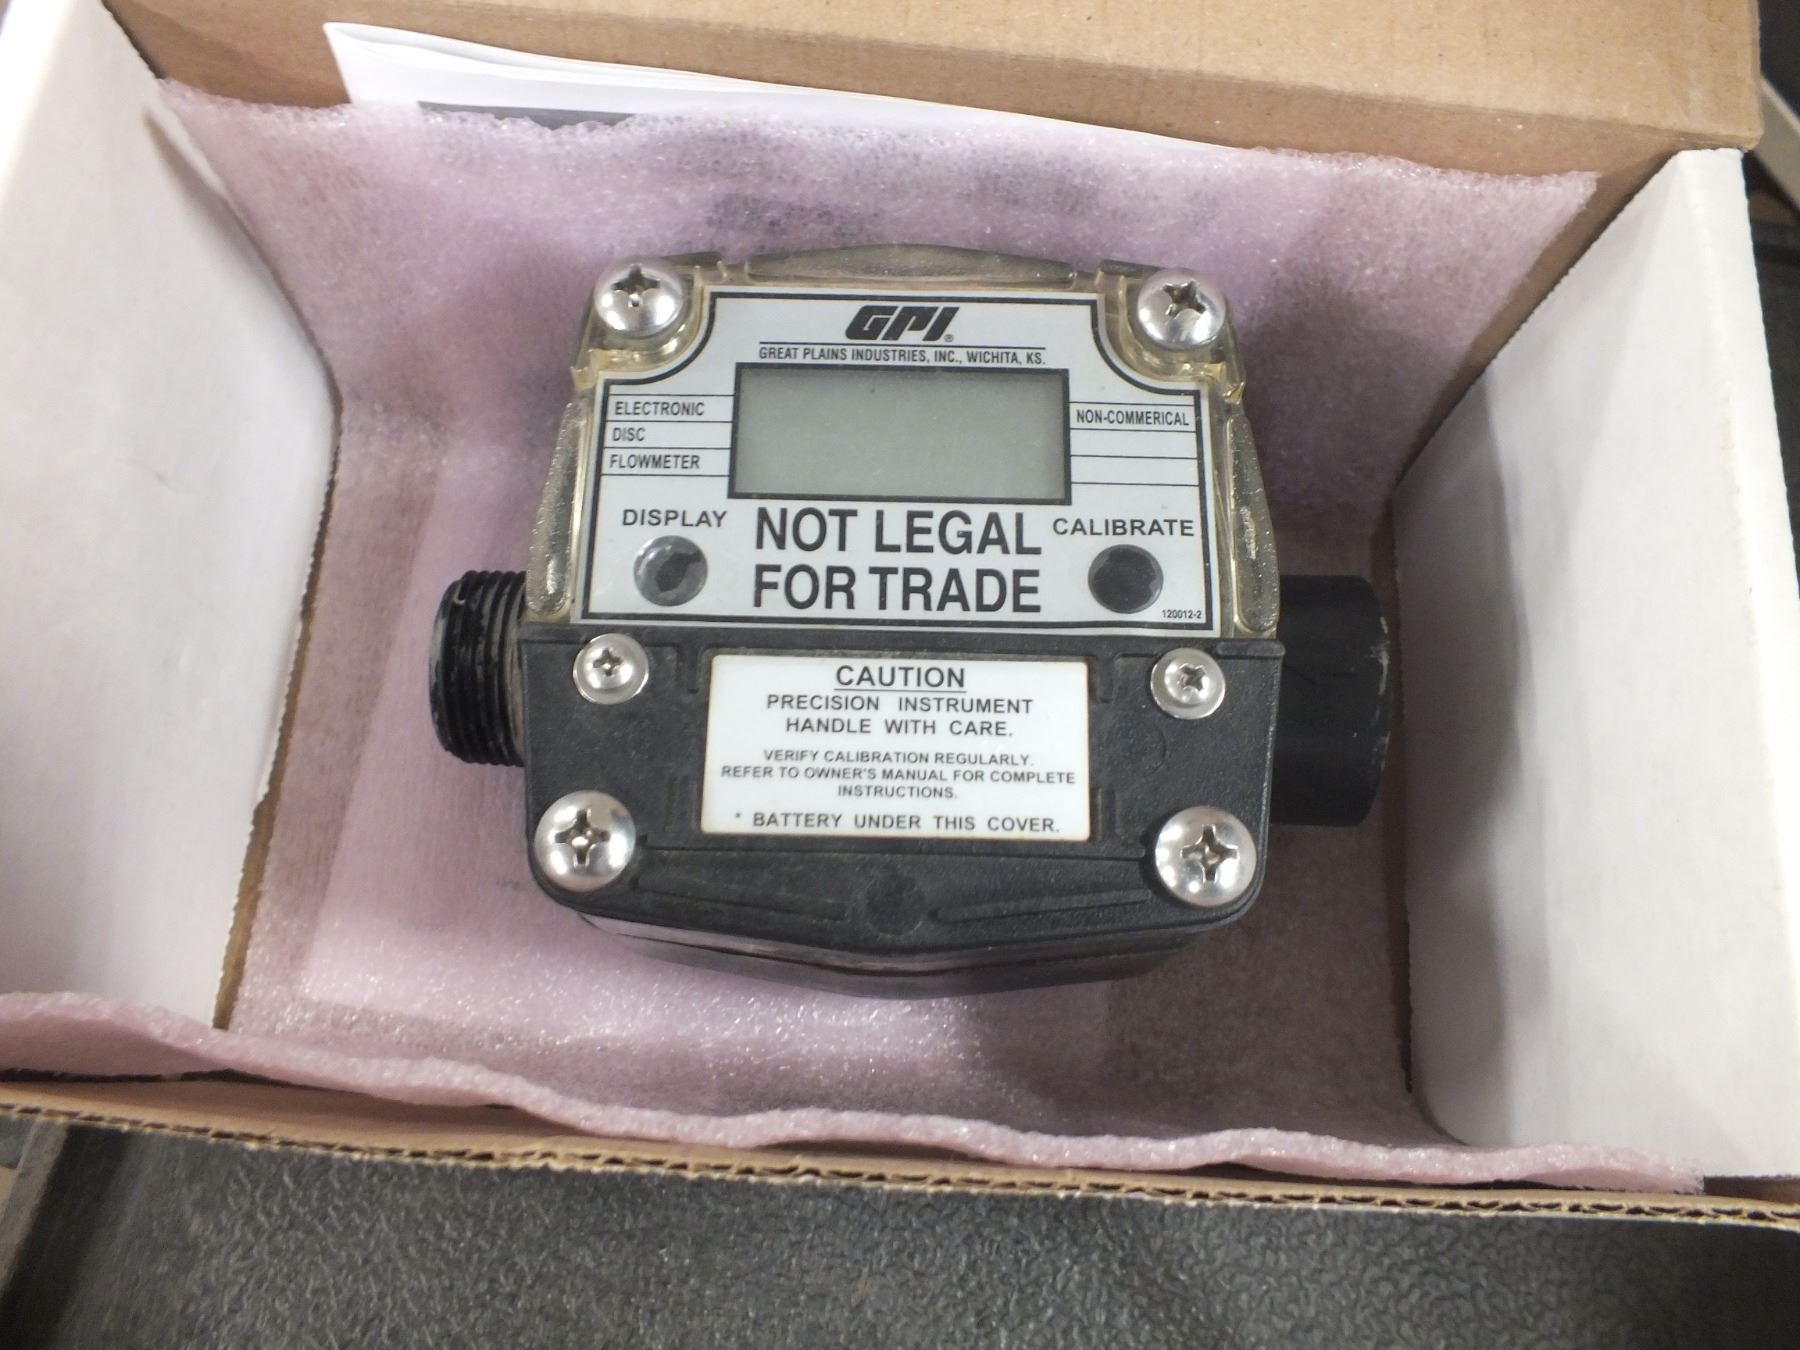 GPI®
GREAT PLAINS INDUSTRIES, INC., WICHITA, KS.
ELECTRONIC
DISC
FLOWMETER
NON-COMMERICAL
DISPLAY
NOT LEGAL
FOR TRADE
CALIBRATE
120012-2
CAUTION
PRECISION INSTRUMENT
HANDLE WITH CARE.
VERIFY CALIBRATION REGULARLY.
REFER TO OWNER'S MANUAL FOR COMPLETE
INSTRUCTIONS.
* BATTERY UNDER THIS COVER.